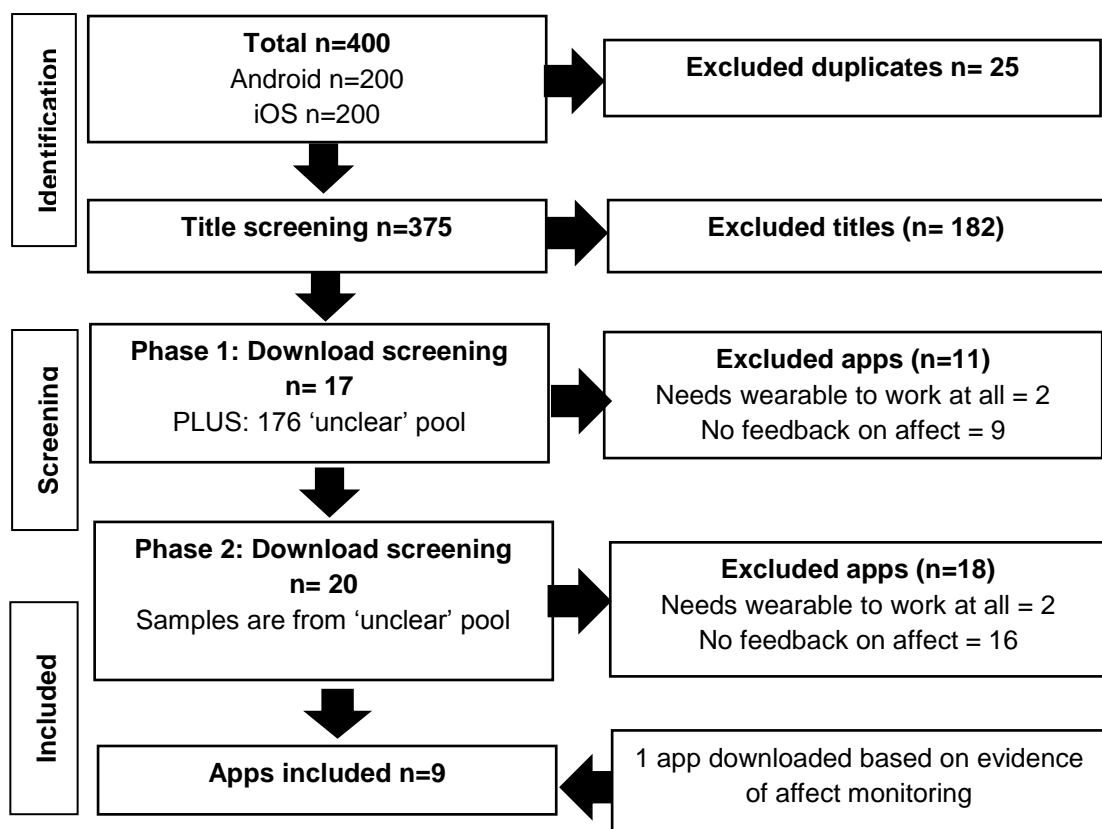 Identification
Total n=400
Android n=200
iOS n=200
Excluded duplicates n= 25
Title screening n=375
Excluded titles (n= 182)
Screening
Phase 1: Download screening
n= 17
PLUS: 176 ‘unclear’ pool
Excluded apps (n=11)
Needs wearable to work at all = 2
No feedback on affect = 9
Phase 2: Download screening
n= 20
Samples are from ‘unclear’ pool
Excluded apps (n=18)
Needs wearable to work at all = 2
No feedback on affect = 16
Included
Apps included n=9
1 app downloaded based on evidence
of affect monitoring